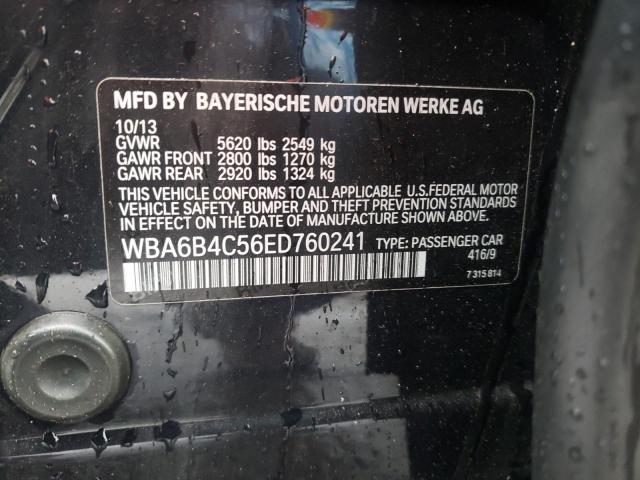 MFD BY BAYERISCHE MOTOREN WERKE AG
10/13
GVWR 5620 lbs 2549 kg
GAWR FRONT 2800 lbs 1270 kg
GAWR REAR 2920 lbs 1324 kg
THIS VEHICLE CONFORMS TO ALL APPLICABLE U.S.FEDERAL MOTOR
VEHICLE SAFETY, BUMPER AND THEFT PREVENTION STANDARDS
IN EFFECT ON THE DATE OF MANUFACTURE SHOWN ABOVE.
WBA6B4C56ED760241 TYPE: PASSENGER CAR
416/9
7 315 814